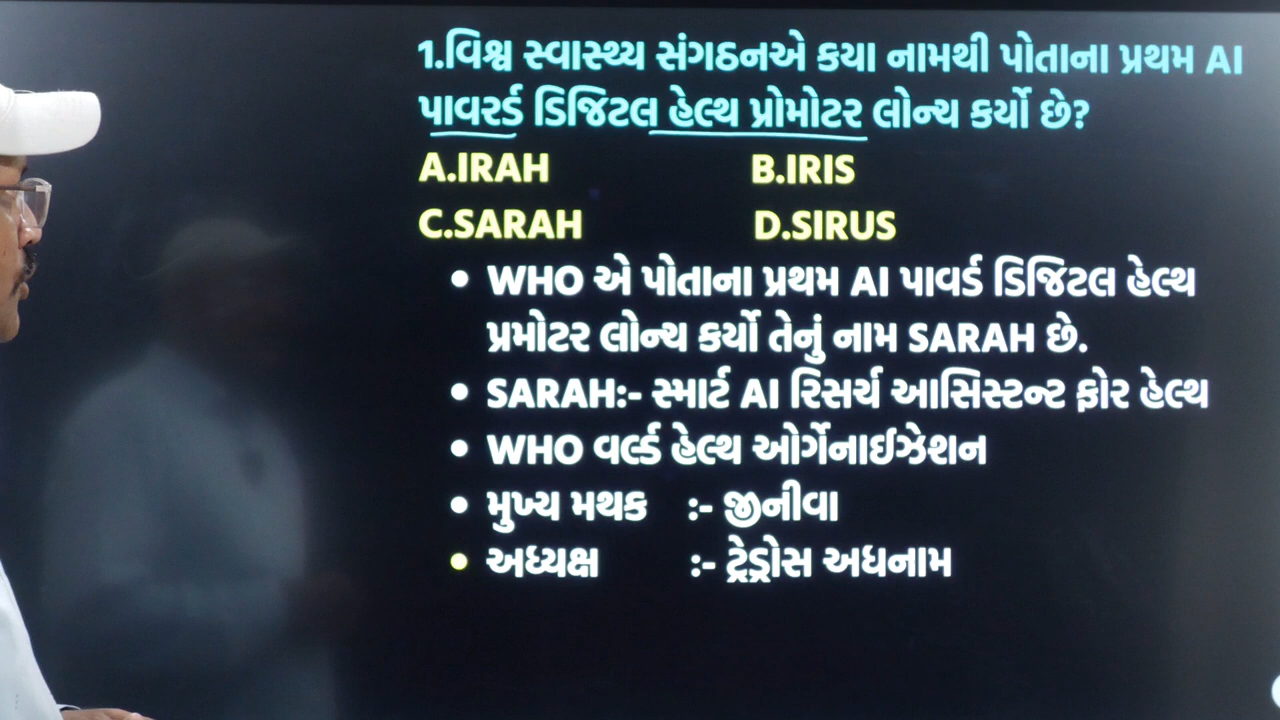 1.વિશ્વ સ્વાસ્થ્ય સંગઠનએ કયા નામથી પોતાના પ્રથમ AI
પાવરર્ડ ડિજિટલ હેલ્થ પ્રોમોટર લોન્ચ કર્યો છે?
A.IRAH B.IRIS
C.SARAH D.SIRUS
• WHO એ પોતાના પ્રથમ AI પાવર્ડ ડિજિટલ હેલ્થ
પ્રમોટર લોન્ચ કર્યો તેનું નામ SARAH છે.
• SARAH:- સ્માર્ટ AI રિસર્ચ આસિસ્ટન્ટ ફોર હેલ્થ
• WHO વર્લ્ડ હેલ્થ ઓર્ગેનાઈઝેશન
• મુખ્ય મથક :- જીનીવા
• અધ્યક્ષ :- ટ્રેડ્રોસ અધનામ